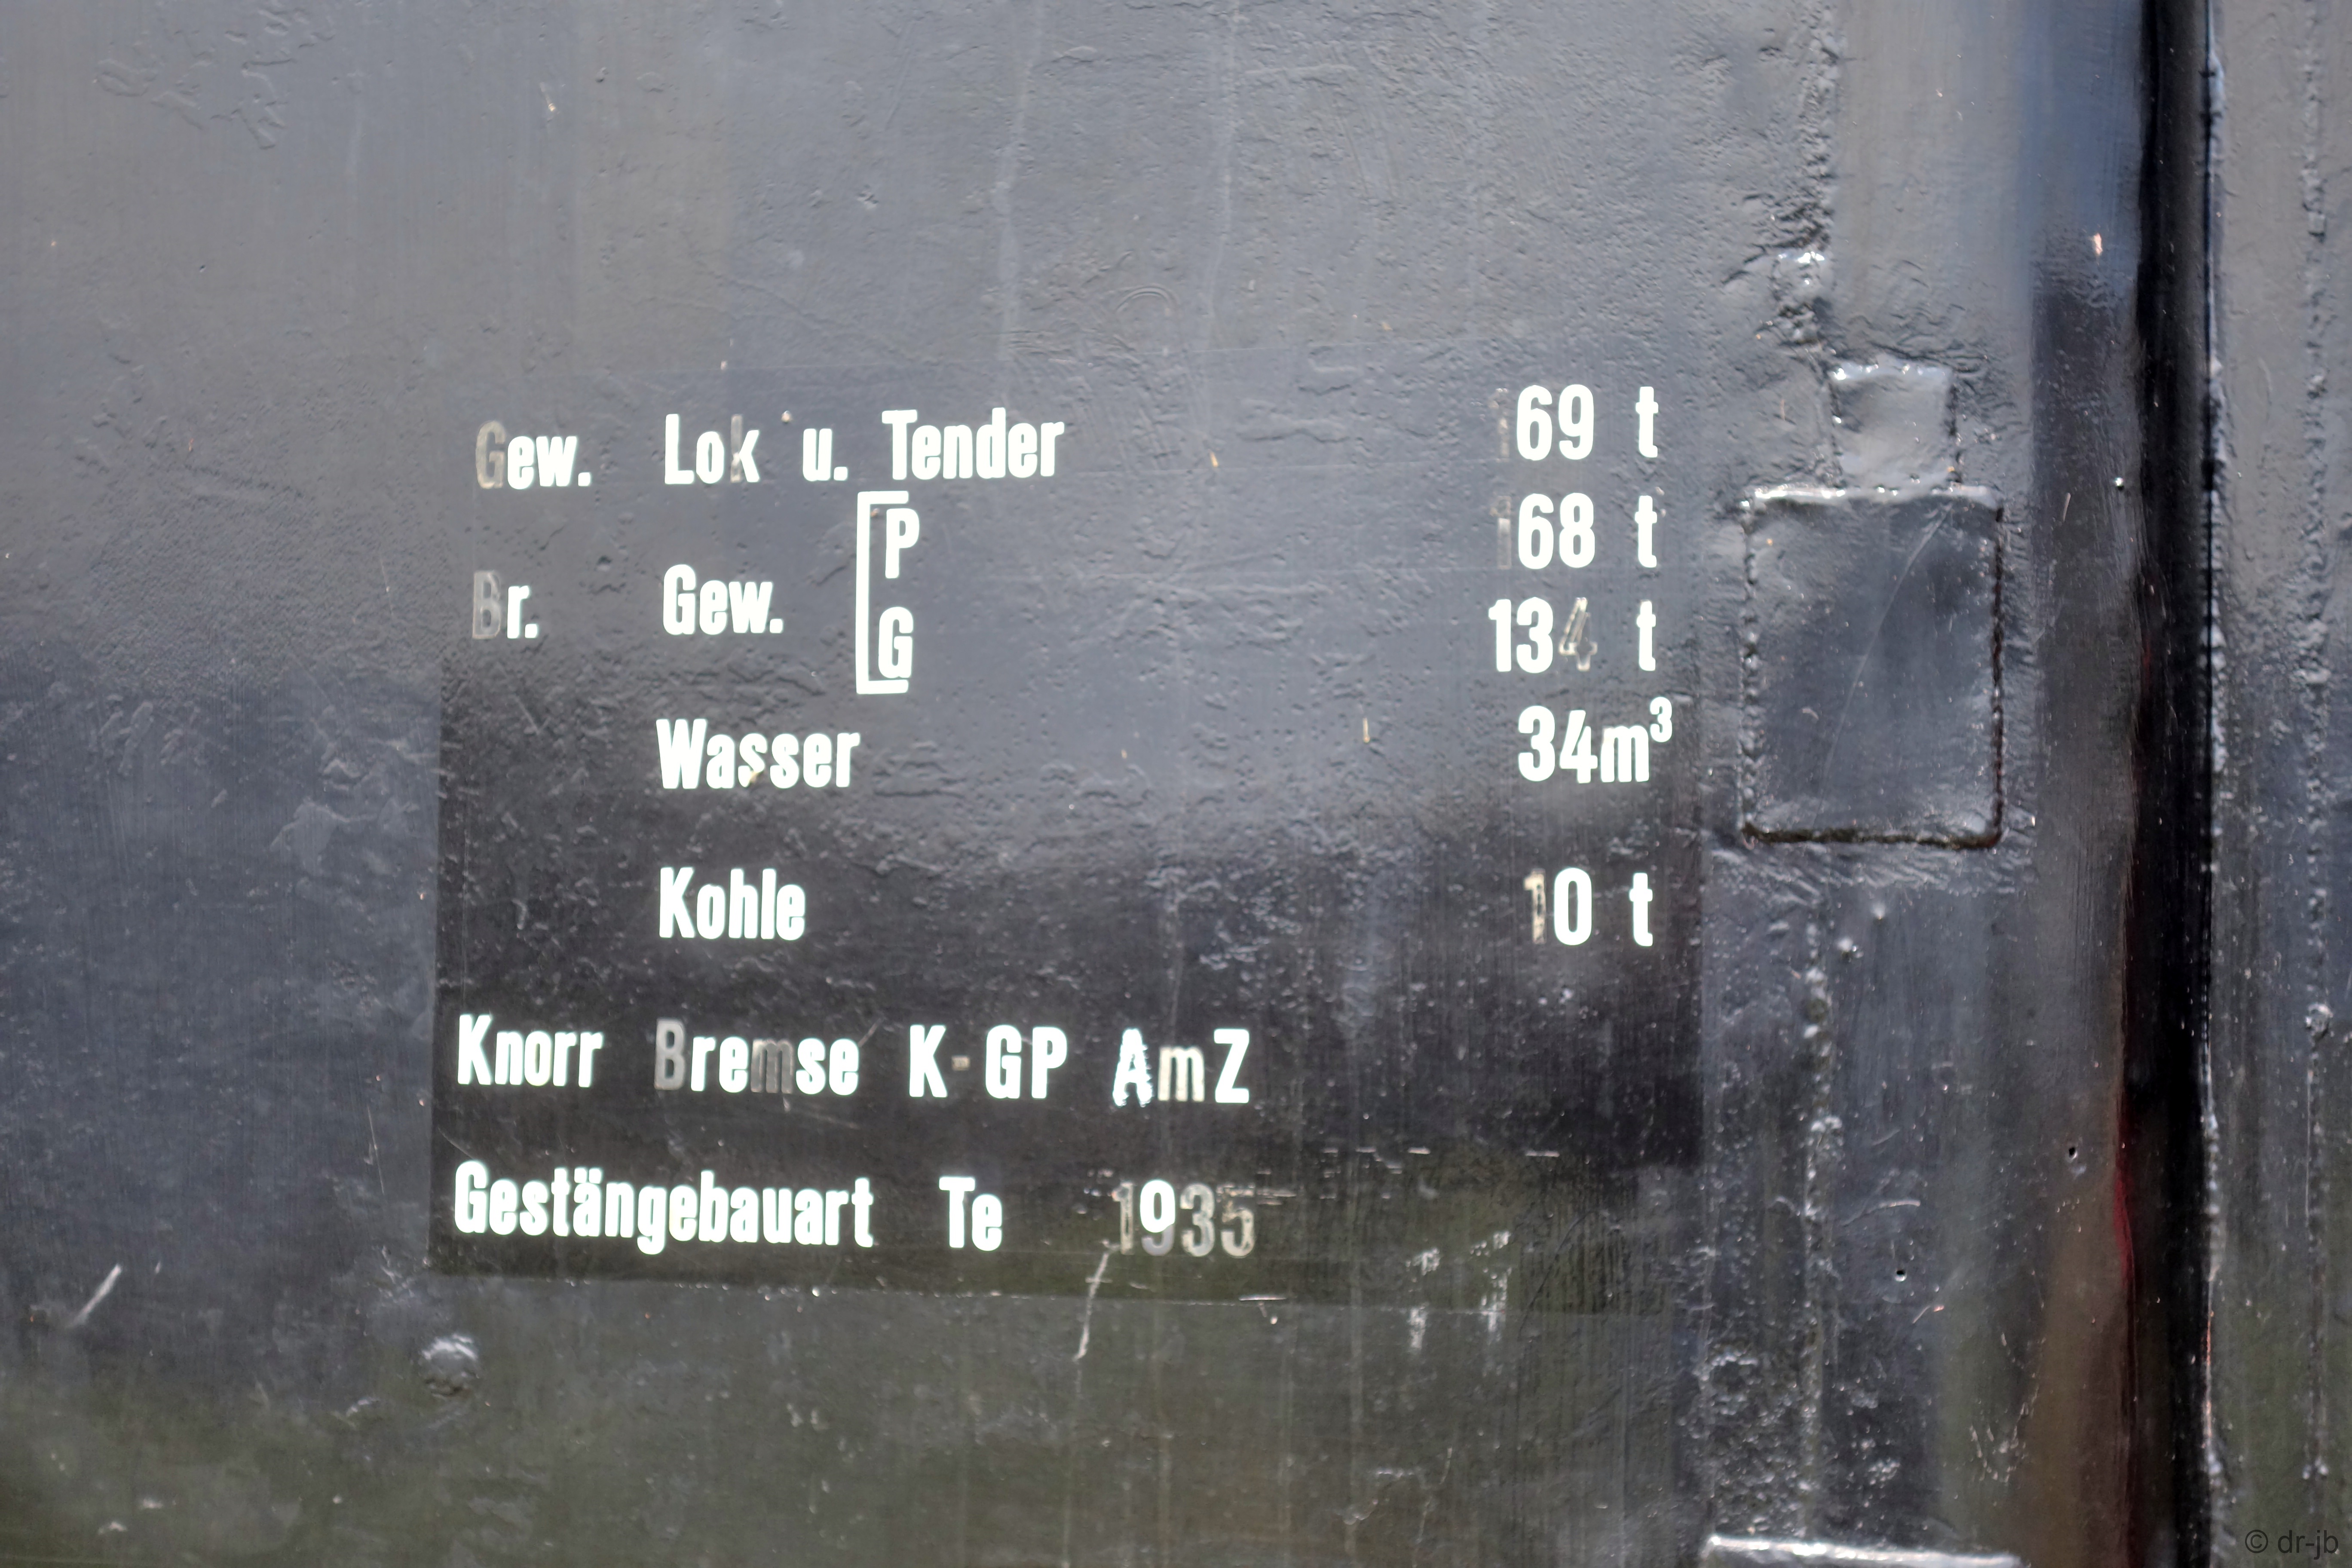 Gew. Lok u. Tender 169 t
P 168 t
Br. Gew.
G 134 t
Wasser 34m³
Kohle 10 t
Knorr Bremse K-GP AmZ
Gestängebauart Te 1935
© dr-jb